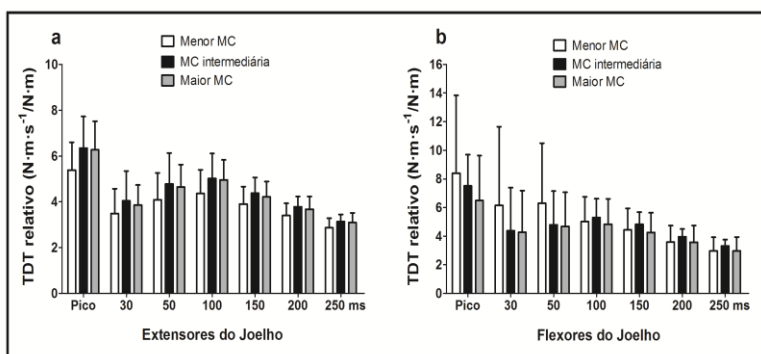 a
Menor MC
MC intermediária
Maior MC
TDT relativo (N·m·s⁻¹/N·m)
10
8
6
4
2
0
Pico 30 50 100 150 200 250 ms
Extensores do Joelho
b
Menor MC
MC intermediária
Maior MC
TDT relativo (N·m·s⁻¹/N·m)
16
14
12
10
8
6
4
2
0
Pico 30 50 100 150 200 250 ms
Flexores do Joelho